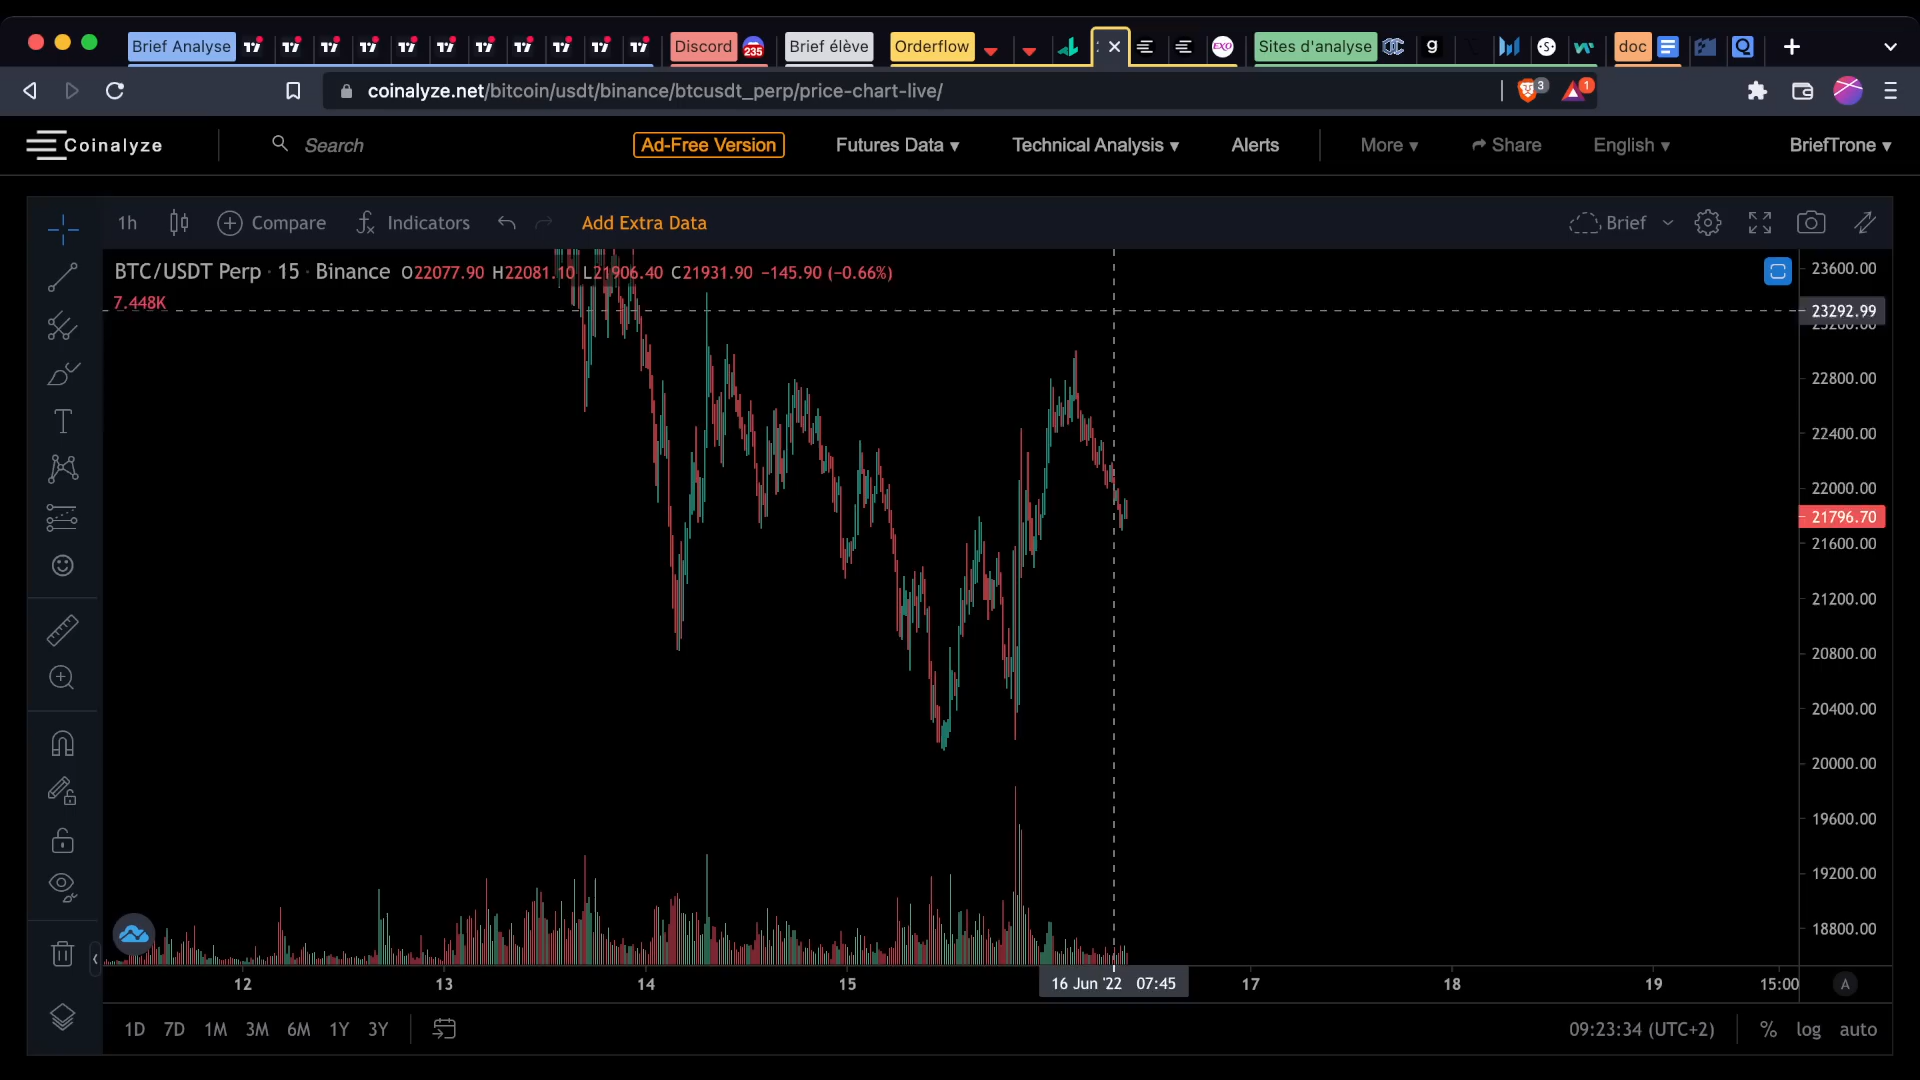 Brief Analyse Discord 235 Brief élève Orderflow EXO Sites d'analyse g doc
coinalyze.net/bitcoin/usdt/binance/btcusdt_perp/price-chart-live/ 3 1
Coinalyze Search Ad-Free Version Futures Data ▾ Technical Analysis ▾ Alerts More ▾ Share English ▾ BriefTrone ▾
1h Compare Indicators Add Extra Data Brief
BTC/USDT Perp · 15 · Binance O22077.90 H22081.10 L21906.40 C21931.90 −145.90 (−0.66%)
7.448K
23600.00
23292.99
23200.00
22800.00
22400.00
22000.00
21796.70
21600.00
21200.00
20800.00
20400.00
20000.00
19600.00
19200.00
18800.00
12 13 14 15 16 Jun '22 07:45 17 18 19 15:00 A
1D 7D 1M 3M 6M 1Y 3Y 09:23:34 (UTC+2) % log auto